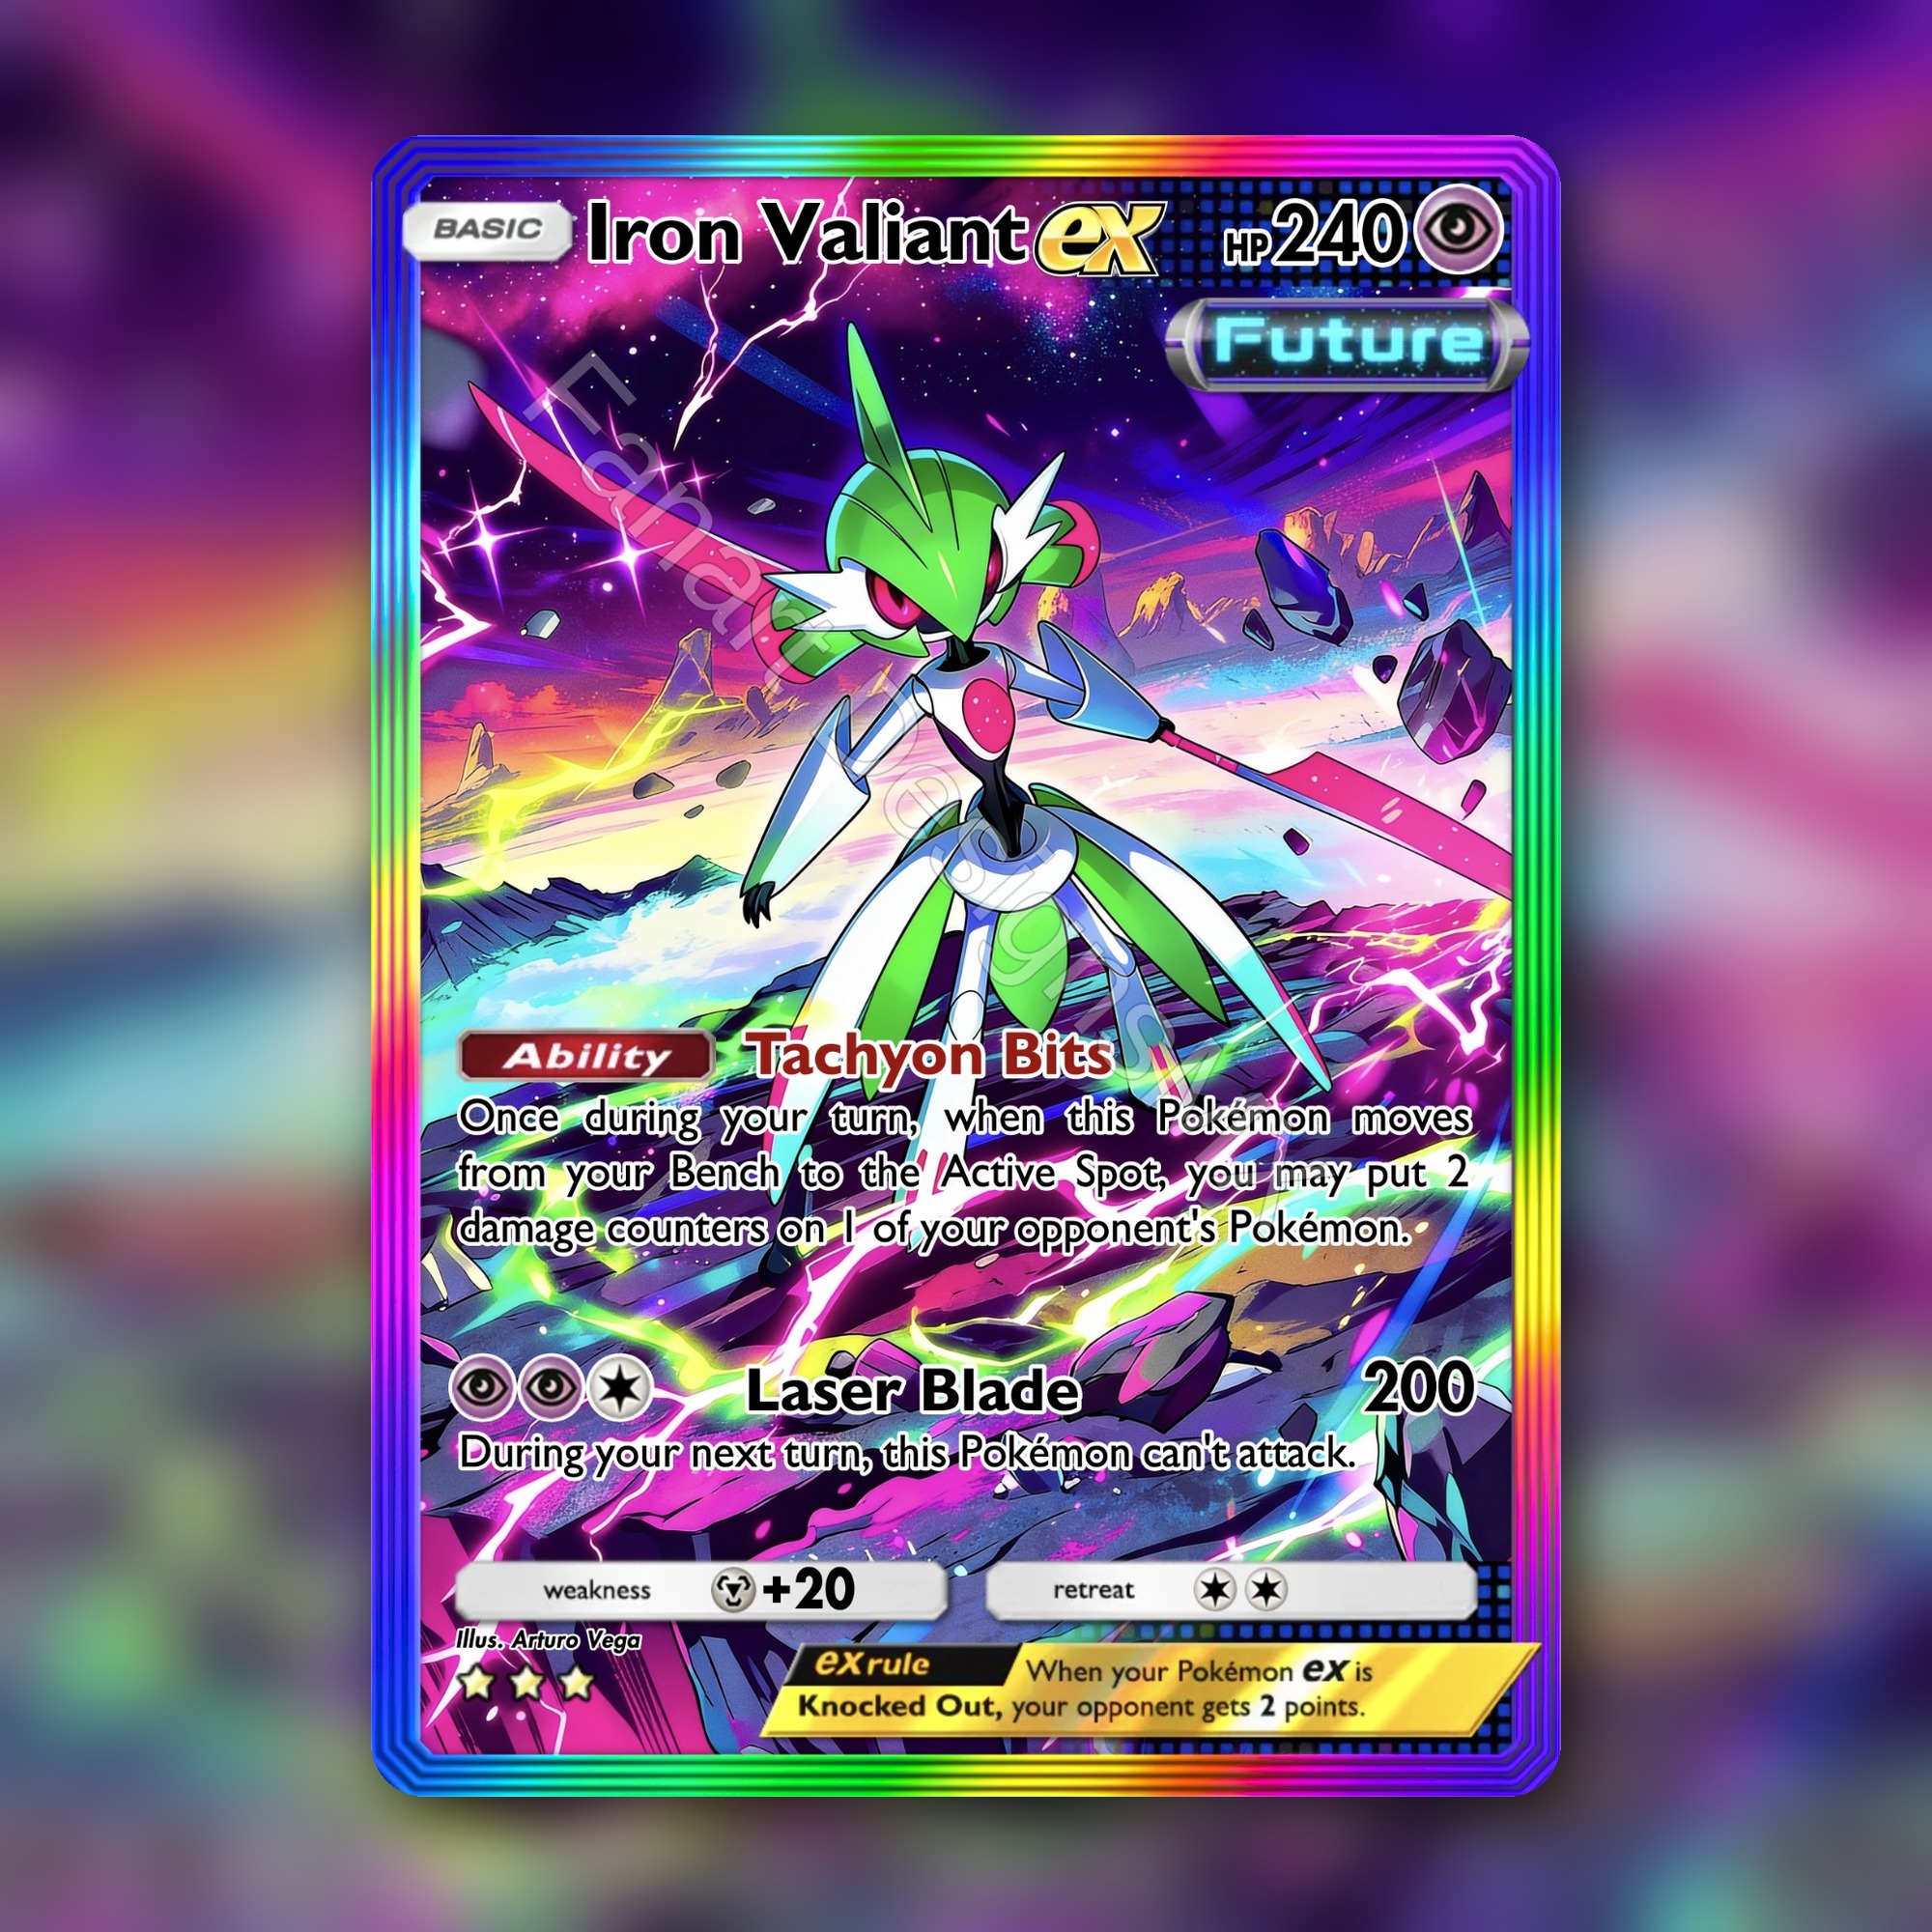 BASIC Iron Valiant ex HP 240
Future
Ability Tachyon Bits
Once during your turn, when this Pokémon moves
from your Bench to the Active Spot, you may put 2
damage counters on 1 of your opponent's Pokémon.
Laser Blade 200
During your next turn, this Pokémon can't attack.
weakness +20 retreat
Illus. Arturo Vega
ex rule When your Pokémon ex is
Knocked Out, your opponent gets 2 points.